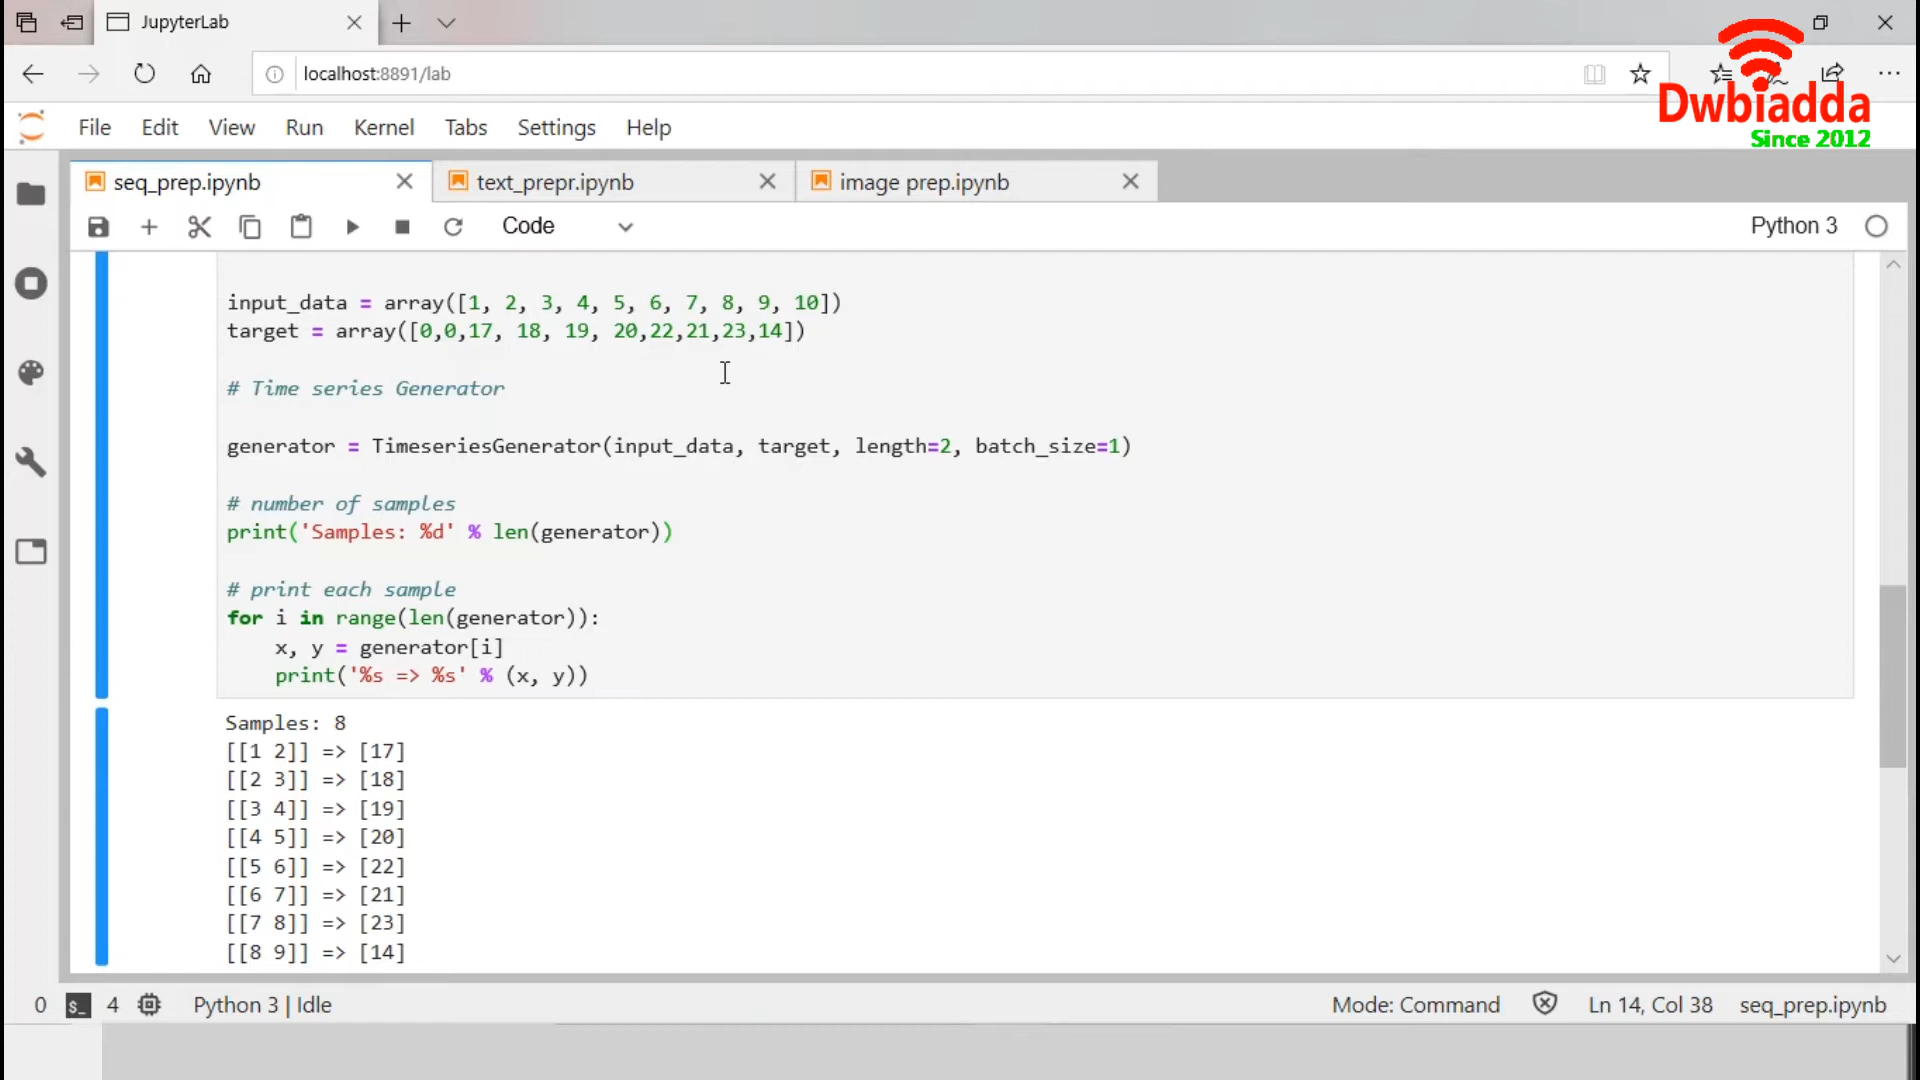 JupyterLab
localhost:8891/lab
Dwbiadda
Since 2012
File Edit View Run Kernel Tabs Settings Help
seq_prep.ipynb text_prepr.ipynb image prep.ipynb
Code Python 3
input_data = array([1, 2, 3, 4, 5, 6, 7, 8, 9, 10])
target = array([0,0,17, 18, 19, 20,22,21,23,14])
# Time series Generator
generator = TimeseriesGenerator(input_data, target, length=2, batch_size=1)
# number of samples
print('Samples: %d' % len(generator))
# print each sample
for i in range(len(generator)):
    x, y = generator[i]
    print('%s => %s' % (x, y))
Samples: 8
[[1 2]] => [17]
[[2 3]] => [18]
[[3 4]] => [19]
[[4 5]] => [20]
[[5 6]] => [22]
[[6 7]] => [21]
[[7 8]] => [23]
[[8 9]] => [14]
0 $_ 4 Python 3 | Idle Mode: Command Ln 14, Col 38 seq_prep.ipynb